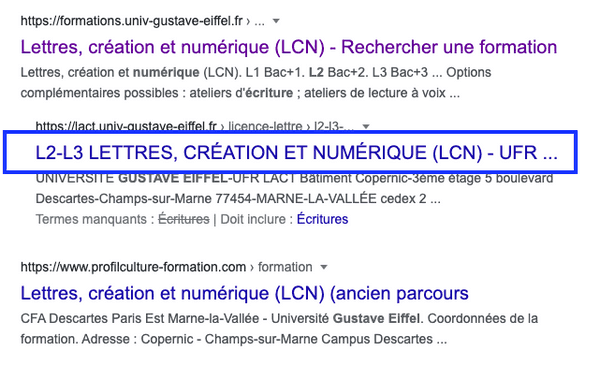 https://formations.univ-gustave-eiffel.fr › ...
Lettres, création et numérique (LCN) - Rechercher une formation
Lettres, création et numérique (LCN). L1 Bac+1. L2 Bac+2. L3 Bac+3 ... Options
complémentaires possibles : ateliers d'écriture ; ateliers de lecture à voix ...
https://lact.univ-gustave-eiffel.fr › licence-lettre › l2-l3-...
L2-L3 LETTRES, CRÉATION ET NUMÉRIQUE (LCN) - UFR ...
UNIVERSITÉ GUSTAVE EIFFEL-UFR LACT Bâtiment Copernic-3ème étage 5 boulevard
Descartes-Champs-sur-Marne 77454-MARNE-LA-VALLÉE cedex 2 ...
Termes manquants : Écritures | Doit inclure : Écritures
https://www.profilculture-formation.com › formation
Lettres, création et numérique (LCN) (ancien parcours
CFA Descartes Paris Est Marne-la-Vallée - Université Gustave Eiffel. Coordonnées de la
formation. Adresse : Copernic - Champs-sur-Marne Campus Descartes ...